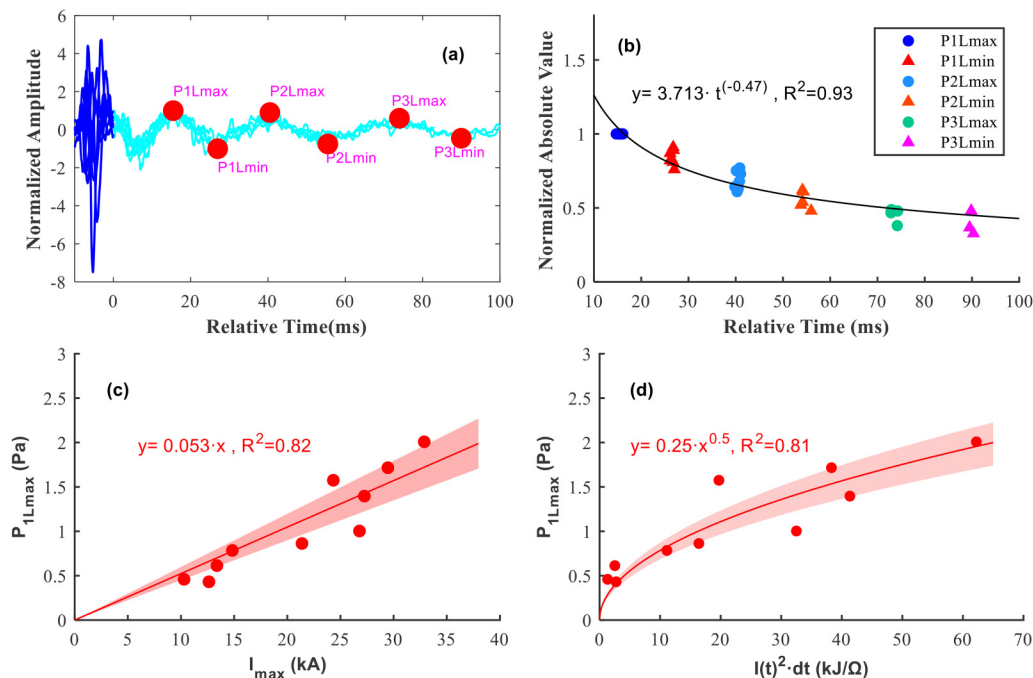 (a)
6
4
2
0
-2
-4
-6
-8
Normalized Amplitude
P1Lmax
P2Lmax
P3Lmax
P1Lmin
P2Lmin
P3Lmin
0 20 40 60 80 100
Relative Time(ms)
(b)
1.5
1
0.5
0
Normalized Absolute Value
y= 3.713· t(-0.47) , R2=0.93
P1Lmax
P1Lmin
P2Lmax
P2Lmin
P3Lmax
P3Lmin
10 20 30 40 50 60 70 80 90 100
Relative Time (ms)
(c)
3
2.5
2
1.5
1
0.5
0
P1Lmax (Pa)
y= 0.053·x , R2=0.82
0 5 10 15 20 25 30 35 40
Imax (kA)
(d)
3
2.5
2
1.5
1
0.5
0
P1Lmax (Pa)
y= 0.25·x0.5, R2=0.81
0 10 20 30 40 50 60 70
I(t)2·dt (kJ/Ω)